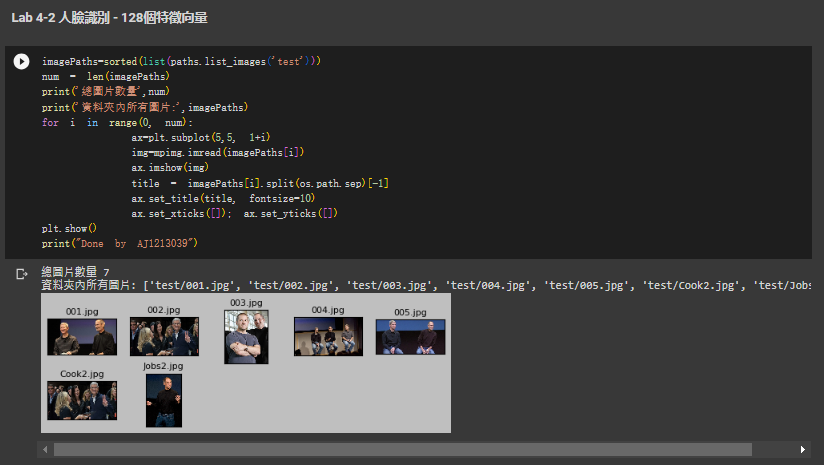 Lab 4-2 人臉識別 - 128個特徵向量
imagePaths=sorted(list(paths.list_images('test')))
num = len(imagePaths)
print('總圖片數量',num)
print('資料夾內所有圖片:',imagePaths)
for i in range(0, num):
ax=plt.subplot(5,5, 1+i)
img=mpimg.imread(imagePaths[i])
ax.imshow(img)
title = imagePaths[i].split(os.path.sep)[-1]
ax.set_title(title, fontsize=10)
ax.set_xticks([]); ax.set_yticks([])
plt.show()
print("Done by AJ1213039")
總圖片數量 7
資料夾內所有圖片: ['test/001.jpg', 'test/002.jpg', 'test/003.jpg', 'test/004.jpg', 'test/005.jpg', 'test/Cook2.jpg', 'test/Jobs
001.jpg 002.jpg 003.jpg 004.jpg 005.jpg
Cook2.jpg Jobs2.jpg